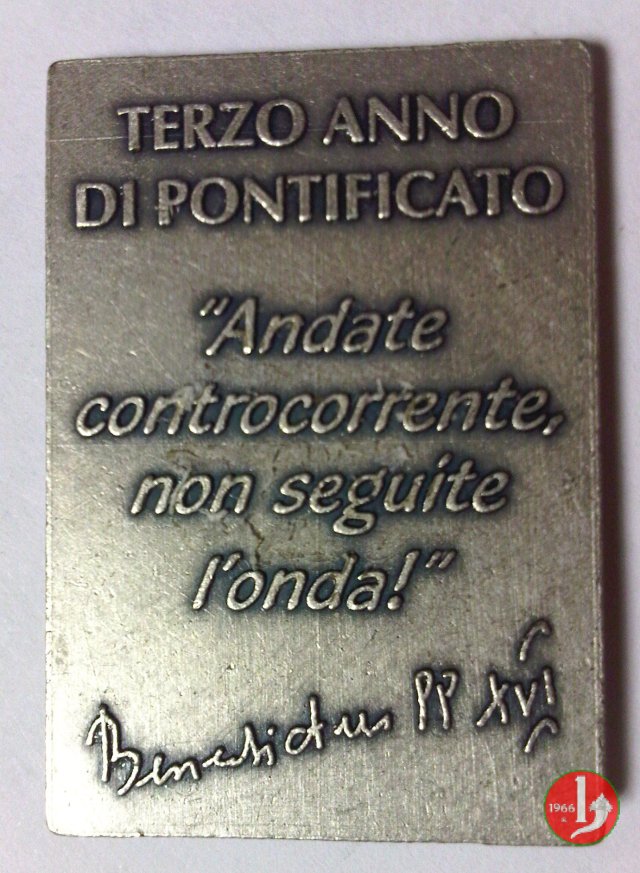 TERZO ANNO
DI PONTIFICATO
“Andate
controcorrente,
non seguite
l’onda!”
Benedictus PP XVI
1966